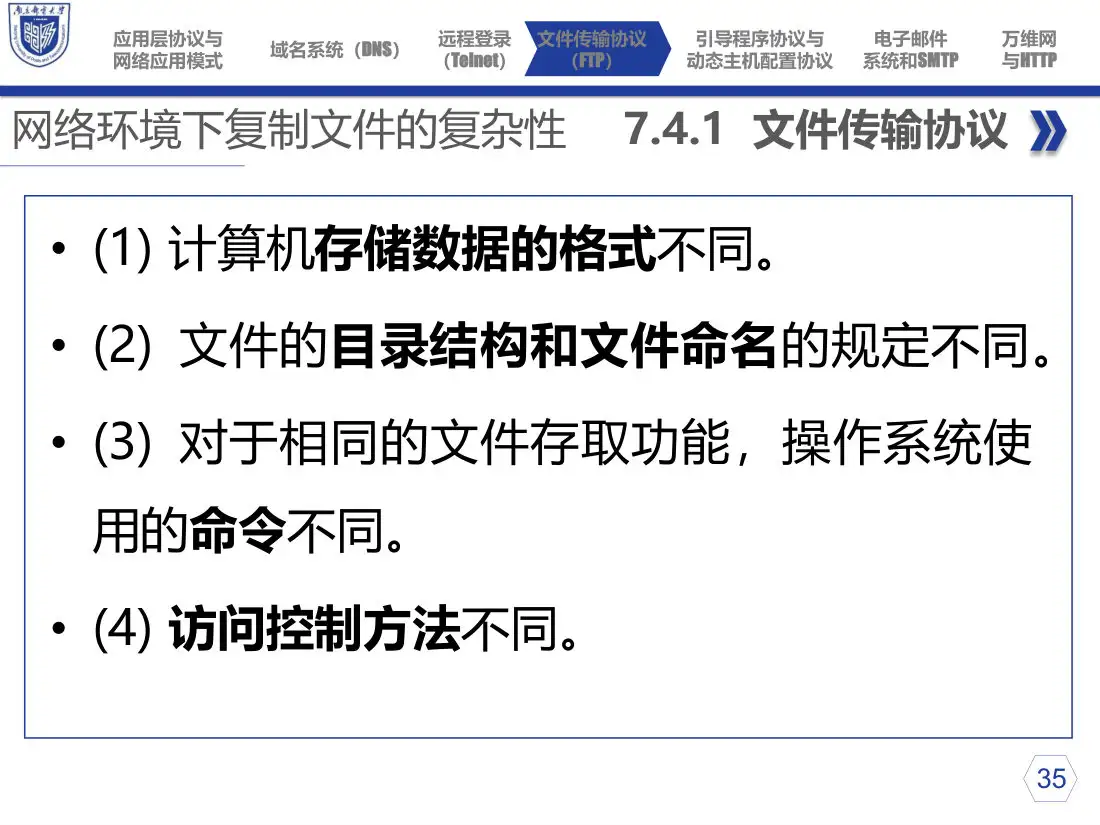 南京邮电大学
应用层协议与
网络应用模式
域名系统（DNS）
远程登录
（Telnet）
文件传输协议
（FTP）
引导程序协议与
动态主机配置协议
电子邮件
系统和SMTP
万维网
与HTTP
网络环境下复制文件的复杂性
7.4.1 文件传输协议
• (1) 计算机存储数据的格式不同。
• (2) 文件的目录结构和文件命名的规定不同。
• (3) 对于相同的文件存取功能，操作系统使
用的命令不同。
• (4) 访问控制方法不同。
35